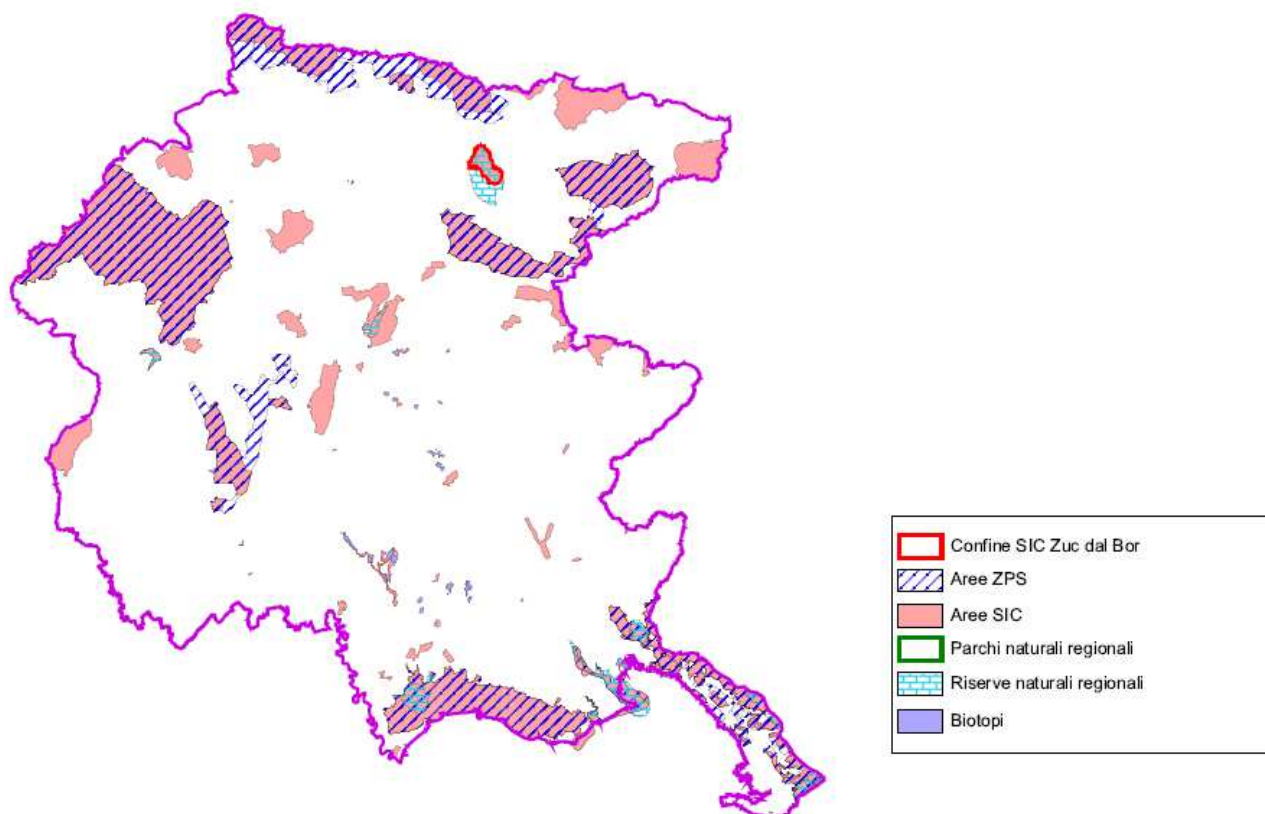 Confine SIC Zuc dal Bor
Aree ZPS
Aree SIC
Parchi naturali regionali
Riserve naturali regionali
Biotopi